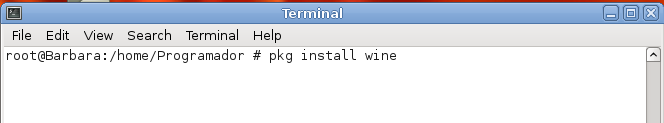 Terminal
File Edit View Search Terminal Help
root@Barbara:/home/Programador # pkg install wine